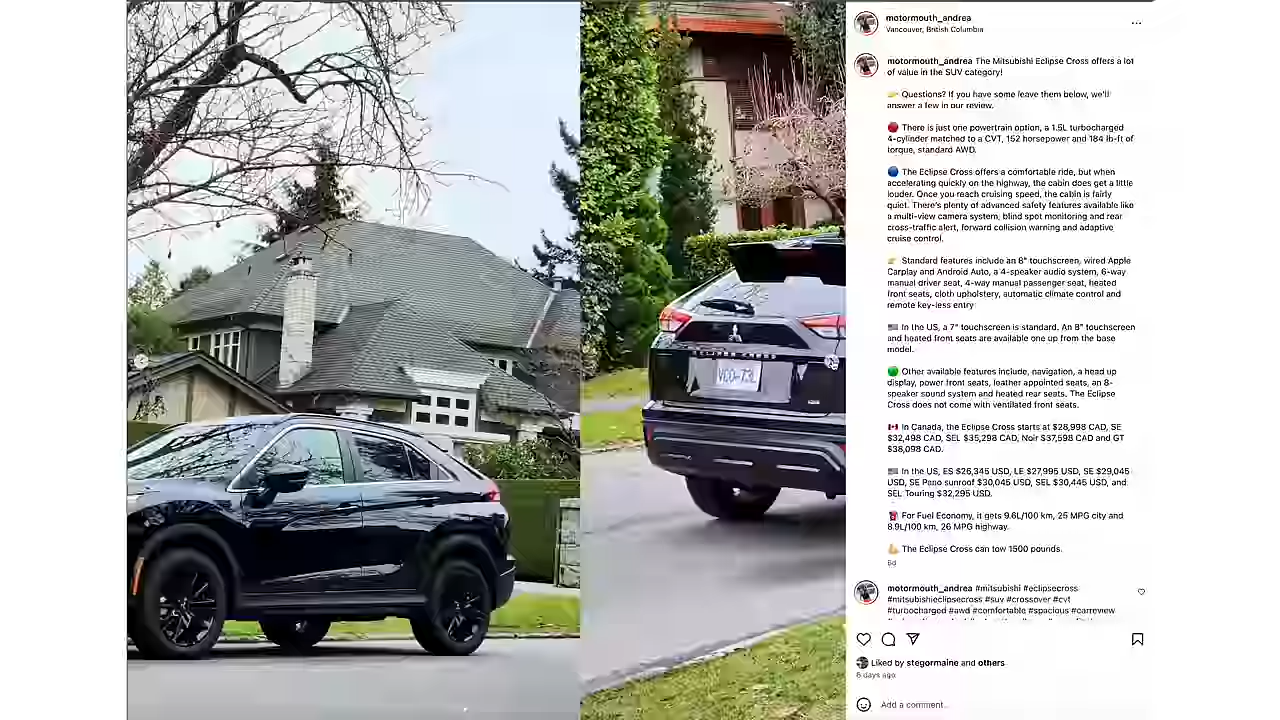 motormouth_andrea
Vancouver, British Columbia
motormouth_andrea The Mitsubishi Eclipse Cross offers a lot
of value in the SUV category!
👉 Questions? If you have some leave them below, we'll
answer a few in our review.
🔴 There is just one powertrain option, a 1.5L turbocharged
4-cylinder matched to a CVT, 152 horsepower and 184 lb-ft of
torque, standard AWD.
🔵 The Eclipse Cross offers a comfortable ride, but when
accelerating quickly on the highway, the cabin does get a little
louder. Once you reach cruising speed, the cabin is fairly
quiet. There's plenty of advanced safety features available like
a multi-view camera system, blind spot monitoring and rear
cross-traffic alert, forward collision warning and adaptive
cruise control.
Standard features include an 8" touchscreen, wired Apple
Carplay and Android Auto, a 4-speaker audio system, 6-way
manual driver seat, 4-way manual passenger seat, heated
front seats, cloth upholstery, automatic climate control and
remote key-less entry
🇺🇸 In the US, a 7" touchscreen is standard. An 8" touchscreen
and heated front seats are available one up from the base
model.
🟢 Other available features include, navigation, a head up
display, power front seats, leather appointed seats, an 8-
speaker sound system and heated rear seats. The Eclipse
Cross does not come with ventilated front seats.
🇨🇦 In Canada, the Eclipse Cross starts at $28,998 CAD, SE
$32,498 CAD, SEL $35,298 CAD, Noir $37,598 CAD and GT
$38,098 CAD.
🇺🇸 In the US, ES $26,345 USD, LE $27,995 USD, SE $29,045
USD, SE Pano sunroof $30,045 USD, SEL $30,445 USD, and
SEL Touring $32,295 USD.
⛽ For Fuel Economy, it gets 9.6L/100 km, 25 MPG city and
8.9L/100 km, 26 MPG highway.
💪 The Eclipse Cross can tow 1500 pounds.
6d
motormouth_andrea #mitsubishi #eclipsecross
#mitsubishieclipsecross #suv #crossover #cvt
#turbocharged #awd #comfortable #spacious #carreview
Liked by stegormaine and others
6 days ago
Add a comment...
ECLIPSE CROSS